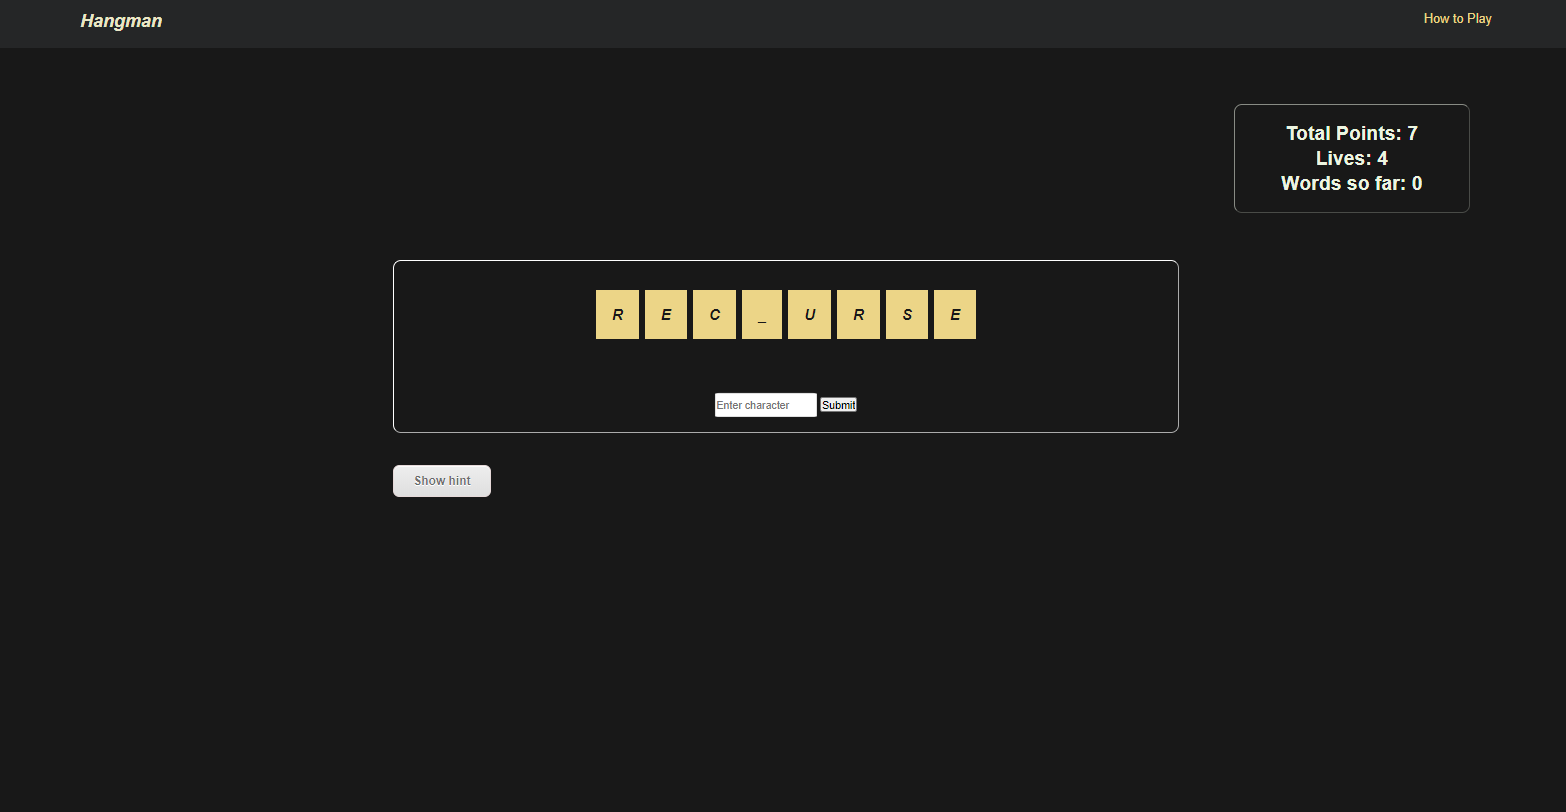 Hangman
How to Play
Total Points: 7
Lives: 4
Words so far: 0
R E C _ U R S E
Enter character Submit
Show hint